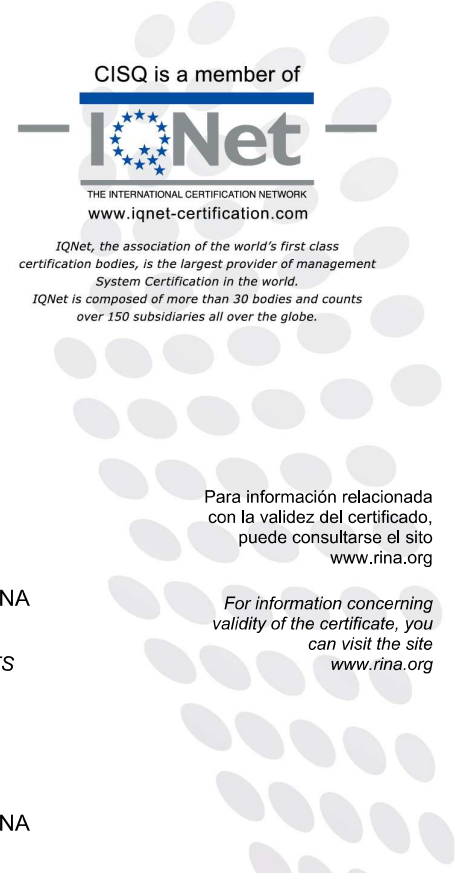 CISQ is a member of
IQNet
THE INTERNATIONAL CERTIFICATION NETWORK
www.iqnet-certification.com
IQNet, the association of the world's first class
certification bodies, is the largest provider of management
System Certification in the world.
IQNet is composed of more than 30 bodies and counts
over 150 subsidiaries all over the globe.
Para información relacionada
con la validez del certificado,
puede consultarse el sito
www.rina.org
NA
For information concerning
validity of the certificate, you
can visit the site
www.rina.org
TS
NA